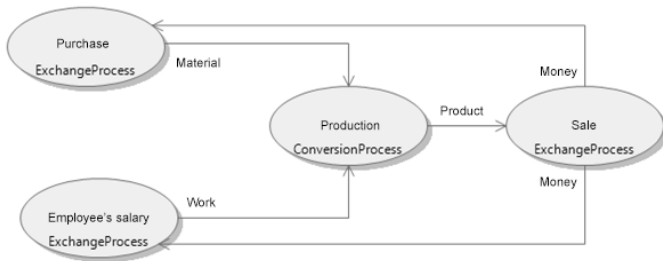 Purchase
ExchangeProcess
Material
Money
Production
ConversionProcess
Product
Sale
ExchangeProcess
Money
Employee's salary
ExchangeProcess
Work